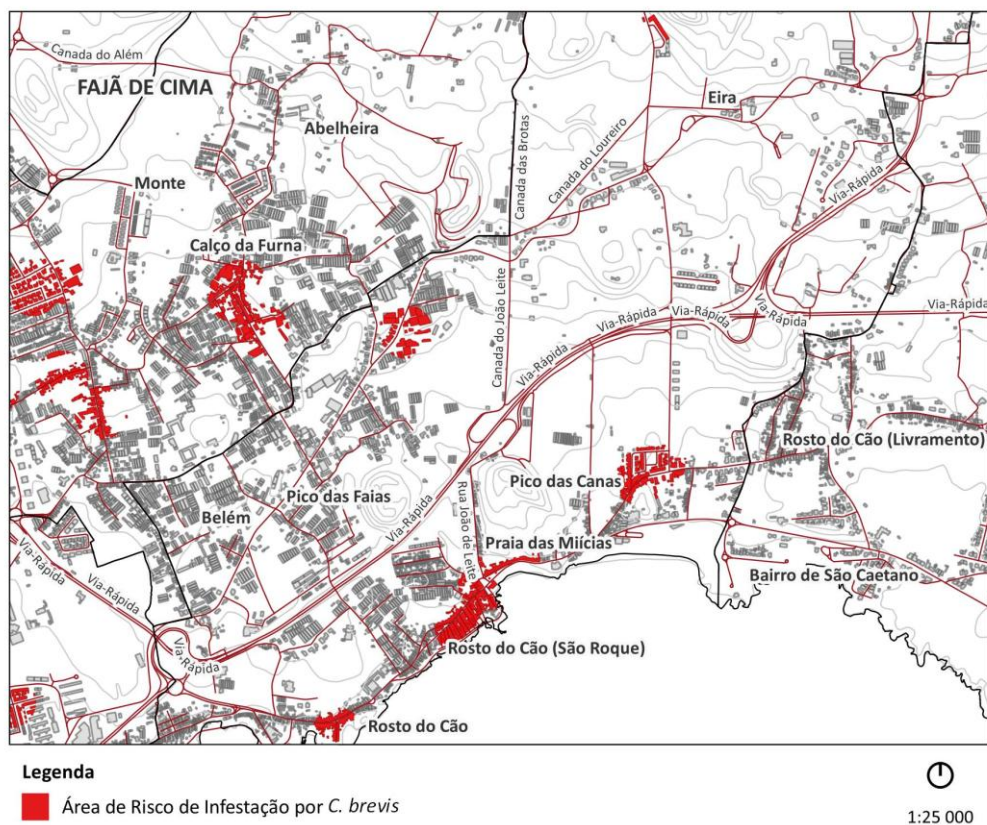 Canada do Além
FAJÃ DE CIMA
Abelheira
Monte
Calço da Furna
Canada das Brotas
Canada do Loureiro
Eira
Via-Rápida
Canada do João Leite
Via-Rápida
Via-Rápida
Via-Rápida
Via-Rápida
Via-Rápida
Rosto do Cão (Livramento)
Pico das Canas
Pico das Faias
Belém
Via-Rápida
Rua João de Leite
Praia das Milícias
Bairro de São Caetano
Via-Rápida
Via-Rápida
Via-Rápida
Rosto do Cão (São Roque)
Rosto do Cão
Legenda
Área de Risco de Infestação por C. brevis
1:25 000